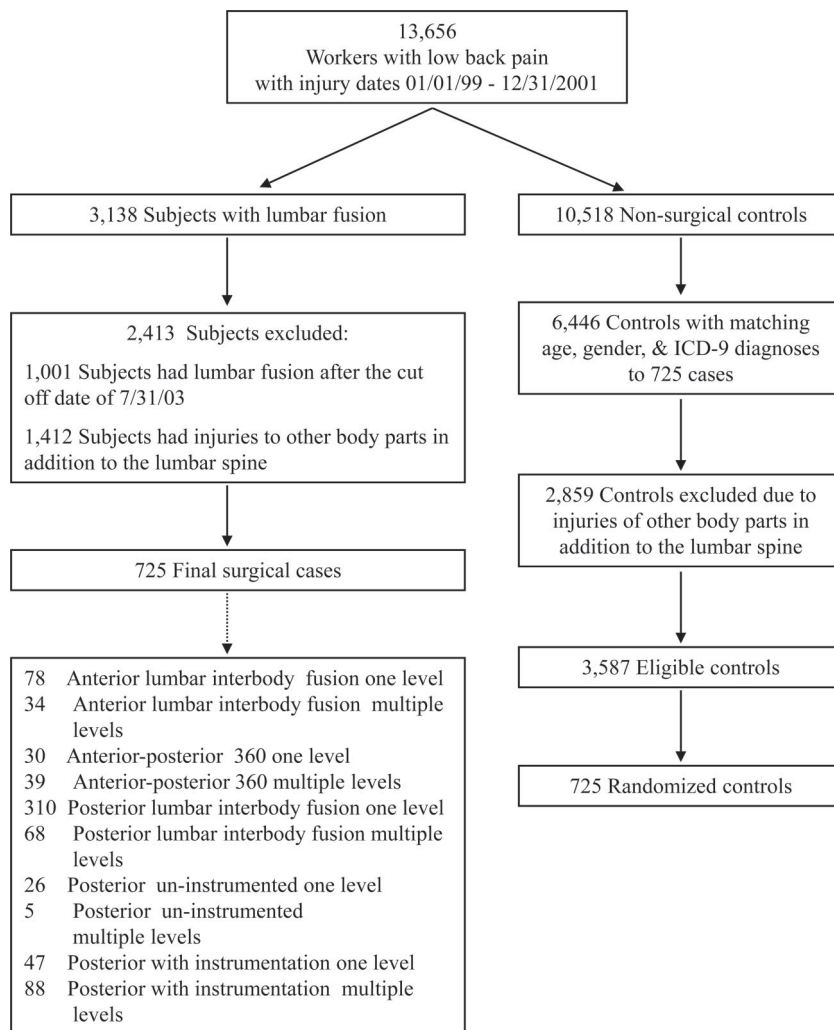 13,656
Workers with low back pain
with injury dates 01/01/99 - 12/31/2001
3,138 Subjects with lumbar fusion
2,413 Subjects excluded:
1,001 Subjects had lumbar fusion after the cut
off date of 7/31/03
1,412 Subjects had injuries to other body parts in
addition to the lumbar spine
725 Final surgical cases
78 Anterior lumbar interbody fusion one level
34 Anterior lumbar interbody fusion multiple
levels
30 Anterior-posterior 360 one level
39 Anterior-posterior 360 multiple levels
310 Posterior lumbar interbody fusion one level
68 Posterior lumbar interbody fusion multiple
levels
26 Posterior un-instrumented one level
5 Posterior un-instrumented
multiple levels
47 Posterior with instrumentation one level
88 Posterior with instrumentation multiple
levels
10,518 Non-surgical controls
6,446 Controls with matching
age, gender, & ICD-9 diagnoses
to 725 cases
2,859 Controls excluded due to
injuries of other body parts in
addition to the lumbar spine
3,587 Eligible controls
725 Randomized controls